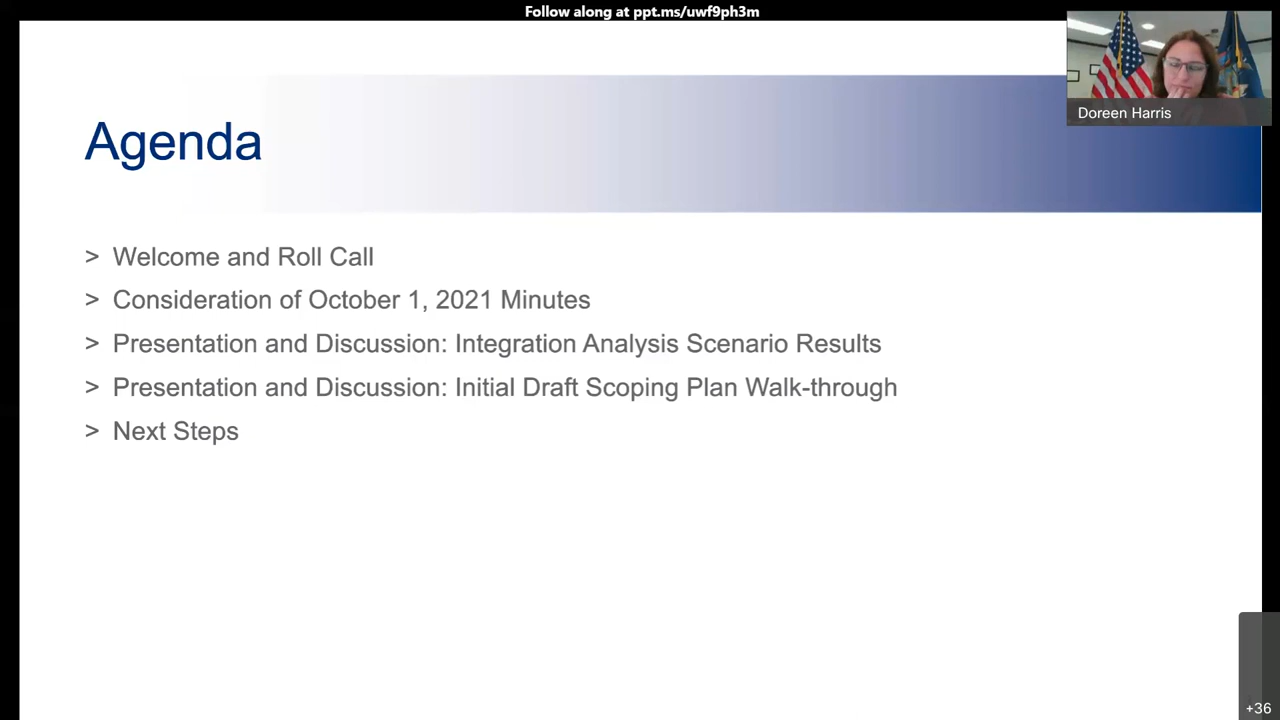 Follow along at ppt.ms/uwf9ph3m
Doreen Harris
Agenda
> Welcome and Roll Call
> Consideration of October 1, 2021 Minutes
> Presentation and Discussion: Integration Analysis Scenario Results
> Presentation and Discussion: Initial Draft Scoping Plan Walk-through
> Next Steps
+36